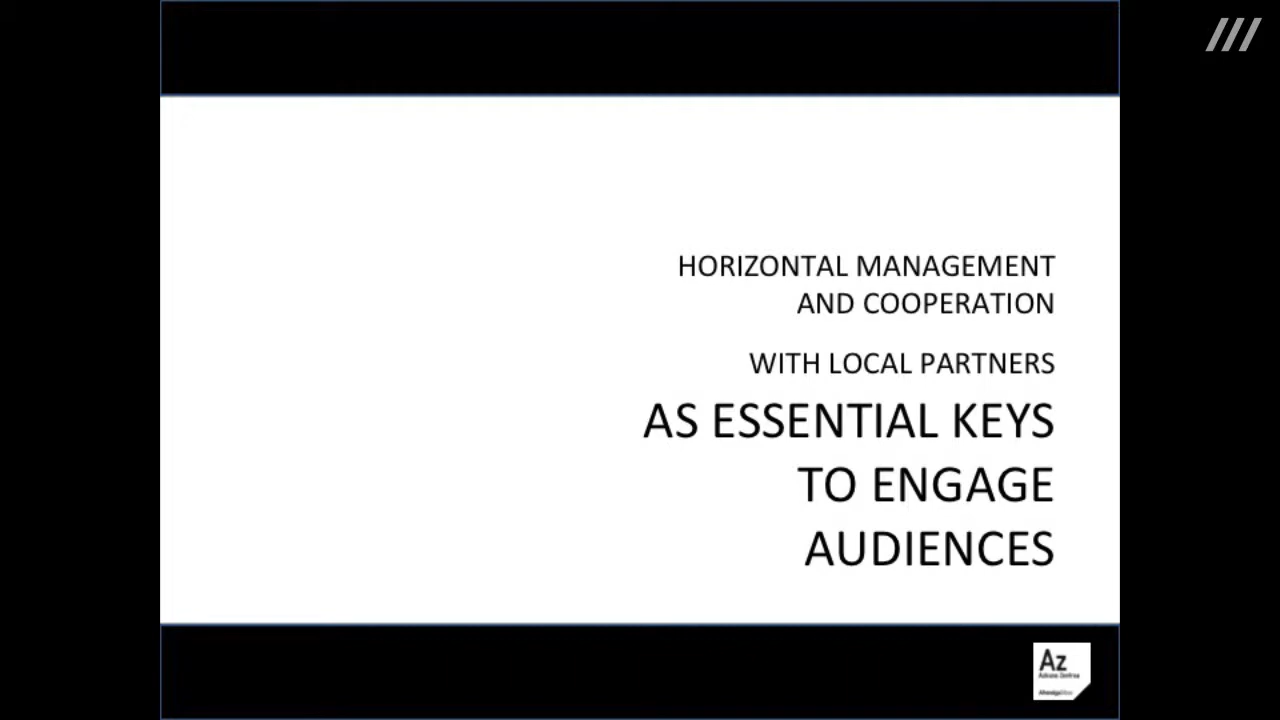 HORIZONTAL MANAGEMENT
AND COOPERATION
WITH LOCAL PARTNERS
AS ESSENTIAL KEYS
TO ENGAGE
AUDIENCES
Az